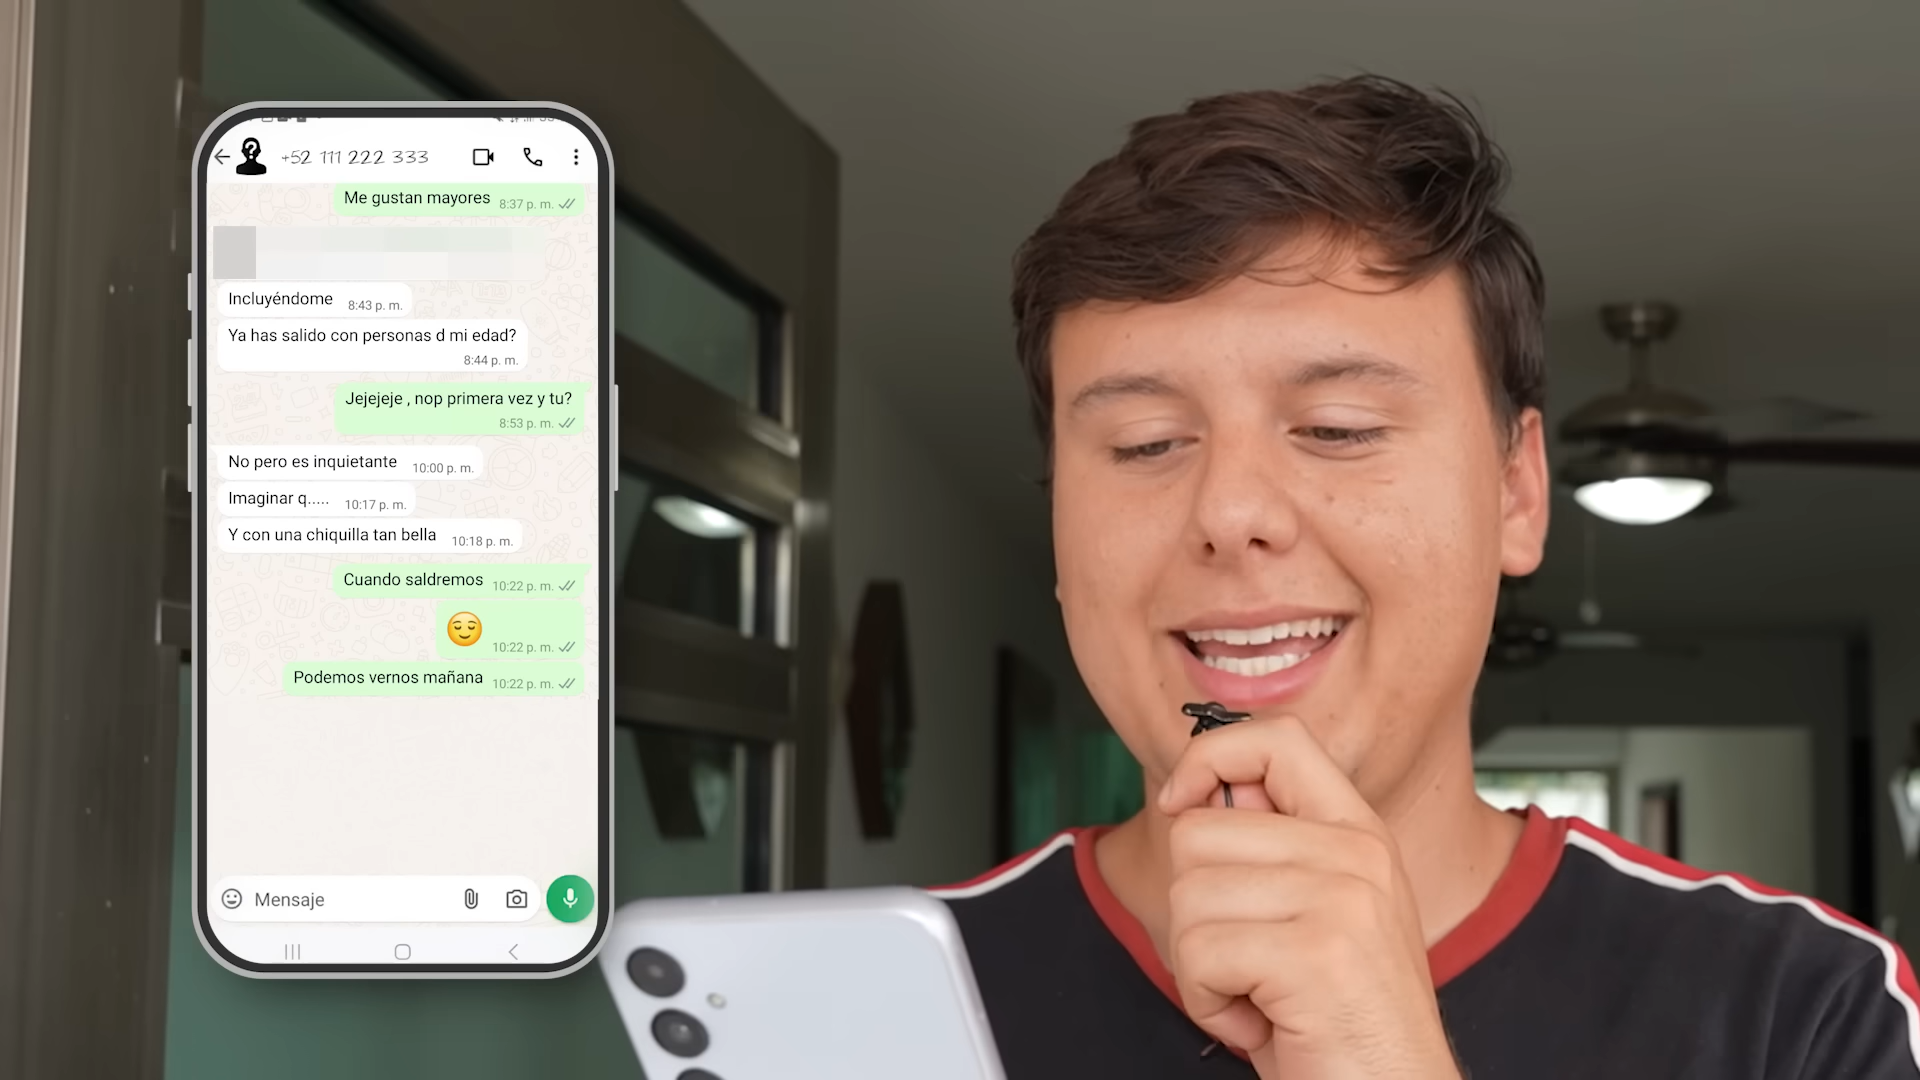 +52 111 222 333
Me gustan mayores 8:37 p. m.
Incluyéndome 8:43 p. m.
Ya has salido con personas d mi edad?
8:44 p. m.
Jejejeje , nop primera vez y tu?
8:53 p. m.
No pero es inquietante 10:00 p. m.
Imaginar q..... 10:17 p. m.
Y con una chiquilla tan bella 10:18 p. m.
Cuando saldremos 10:22 p. m.
10:22 p. m.
Podemos vernos mañana 10:22 p. m.
Mensaje